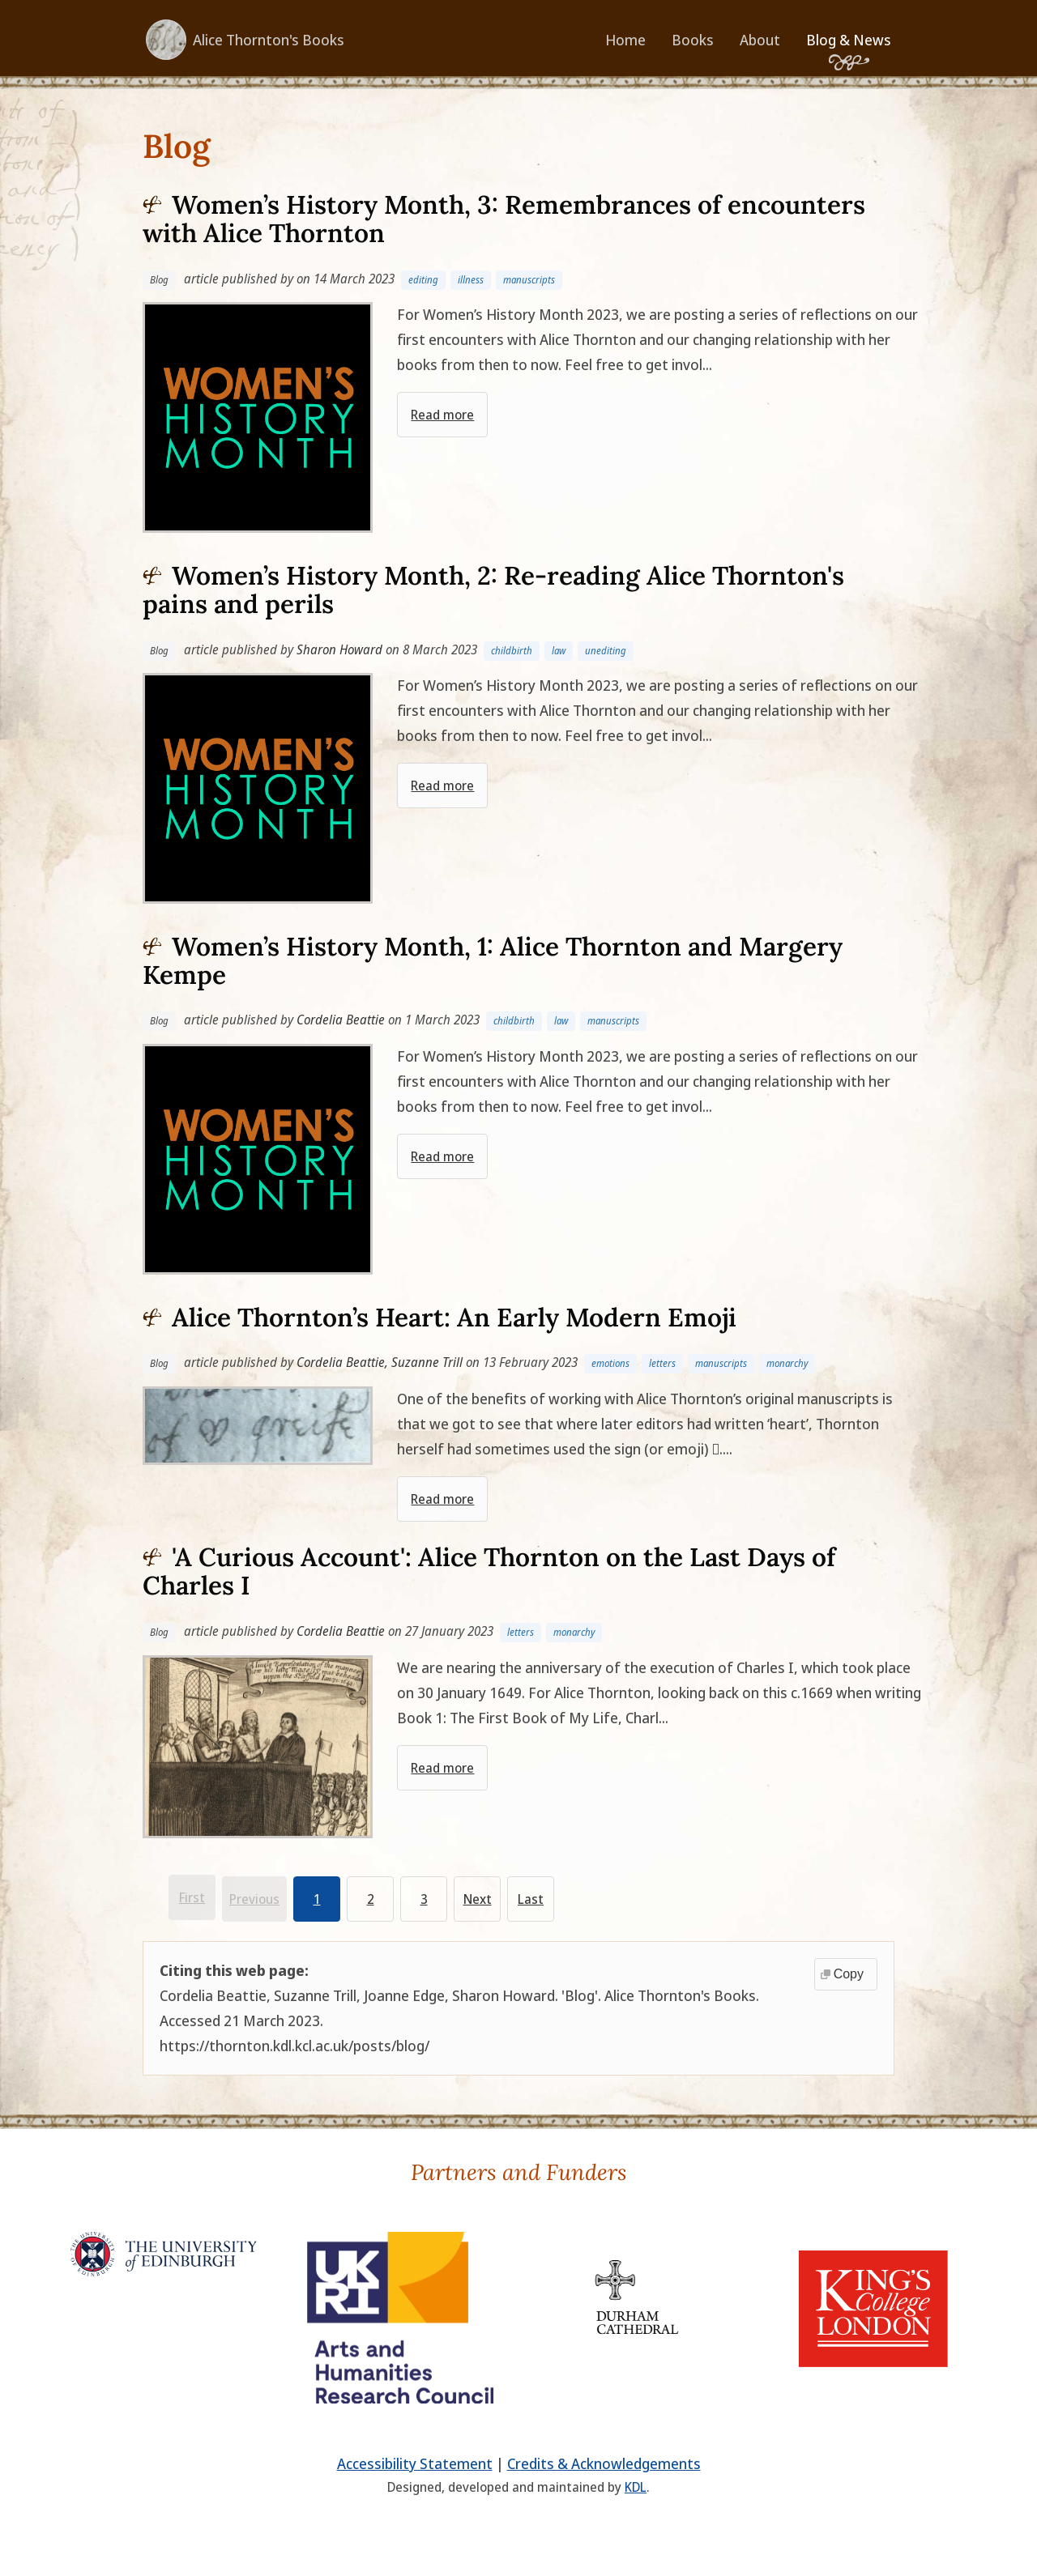 Alice Thornton's Books
Home
Books
About
Blog & News
Blog
Women’s History Month, 3: Remembrances of encounters
with Alice Thornton
Blog article published by on 14 March 2023 editing illness manuscripts
WOMEN’S
HISTORY
MONTH
For Women’s History Month 2023, we are posting a series of reflections on our
first encounters with Alice Thornton and our changing relationship with her
books from then to now. Feel free to get invol...
Read more
Women’s History Month, 2: Re-reading Alice Thornton's
pains and perils
Blog article published by Sharon Howard on 8 March 2023 childbirth law unediting
WOMEN’S
HISTORY
MONTH
For Women’s History Month 2023, we are posting a series of reflections on our
first encounters with Alice Thornton and our changing relationship with her
books from then to now. Feel free to get invol...
Read more
Women’s History Month, 1: Alice Thornton and Margery
Kempe
Blog article published by Cordelia Beattie on 1 March 2023 childbirth law manuscripts
WOMEN’S
HISTORY
MONTH
For Women’s History Month 2023, we are posting a series of reflections on our
first encounters with Alice Thornton and our changing relationship with her
books from then to now. Feel free to get invol...
Read more
Alice Thornton’s Heart: An Early Modern Emoji
Blog article published by Cordelia Beattie, Suzanne Trill on 13 February 2023 emotions letters manuscripts monarchy
of
One of the benefits of working with Alice Thornton’s original manuscripts is
that we got to see that where later editors had written ‘heart’, Thornton
herself had sometimes used the sign (or emoji) ....
Read more
'A Curious Account': Alice Thornton on the Last Days of
Charles I
Blog article published by Cordelia Beattie on 27 January 2023 letters monarchy
We are nearing the anniversary of the execution of Charles I, which took place
on 30 January 1649. For Alice Thornton, looking back on this c.1669 when writing
Book 1: The First Book of My Life, Charl...
Read more
First Previous 1 2 3 Next Last
Citing this web page:
Copy
Cordelia Beattie, Suzanne Trill, Joanne Edge, Sharon Howard. 'Blog'. Alice Thornton's Books.
Accessed 21 March 2023.
https://thornton.kdl.kcl.ac.uk/posts/blog/
Partners and Funders
THE UNIVERSITY
of EDINBURGH
UK
RI
Arts and
Humanities
Research Council
DURHAM
CATHEDRAL
KING'S
College
LONDON
Accessibility Statement | Credits & Acknowledgements
Designed, developed and maintained by KDL.